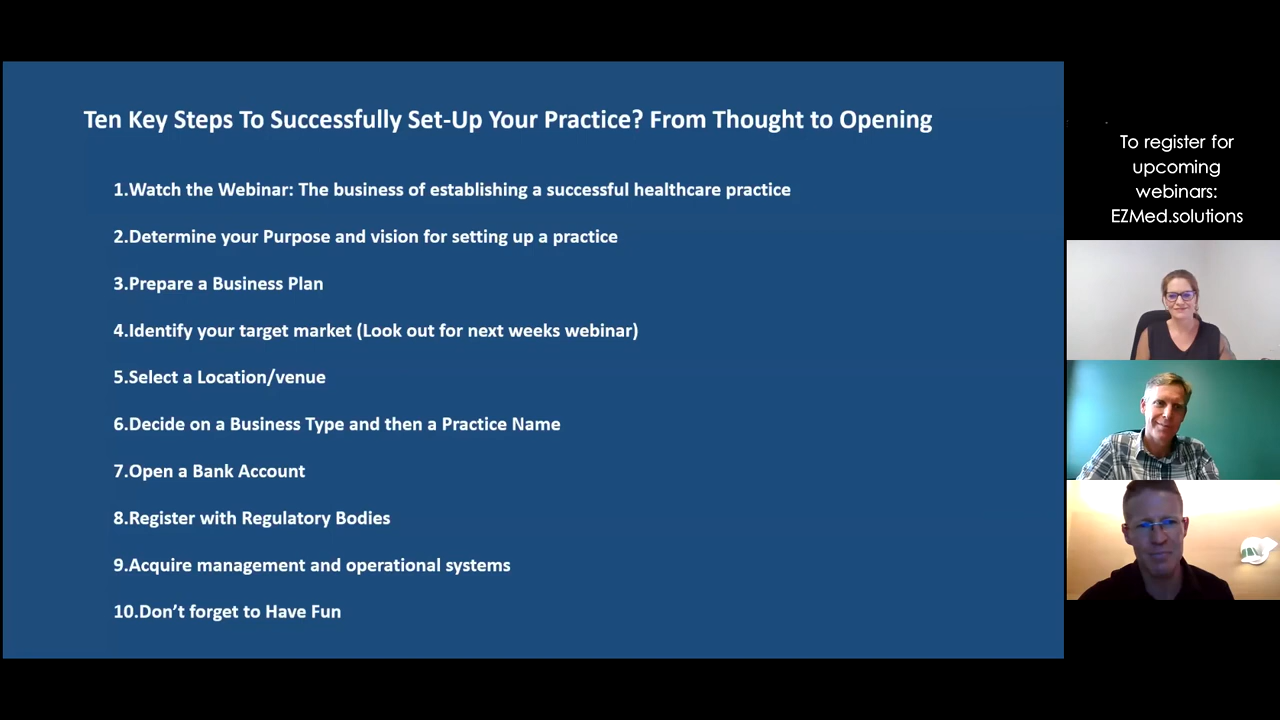 Ten Key Steps To Successfully Set-Up Your Practice? From Thought to Opening
1.Watch the Webinar: The business of establishing a successful healthcare practice
2.Determine your Purpose and vision for setting up a practice
3.Prepare a Business Plan
4.Identify your target market (Look out for next weeks webinar)
5.Select a Location/venue
6.Decide on a Business Type and then a Practice Name
7.Open a Bank Account
8.Register with Regulatory Bodies
9.Acquire management and operational systems
10.Don’t forget to Have Fun
To register for
upcoming
webinars:
EZMed.solutions